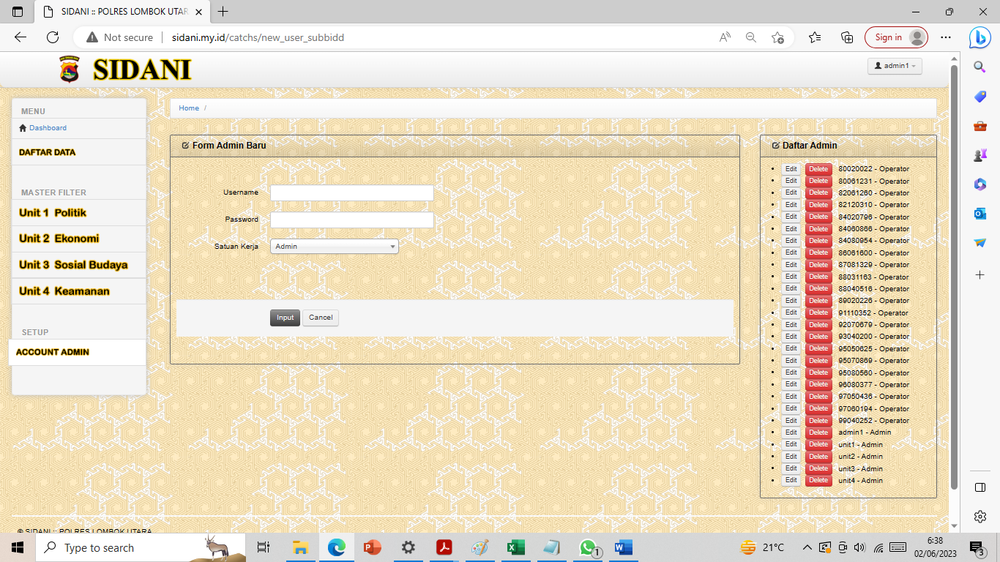 SIDANI :: POLRES LOMBOK UTAR
Not secure
sidani.my.id/catchs/new_user_subbidd
Sign in
SIDANI
admin1
MENU
Dashboard
DAFTAR DATA
MASTER FILTER
Unit 1 Politik
Unit 2 Ekonomi
Unit 3 Sosial Budaya
Unit 4 Keamanan
SETUP
ACCOUNT ADMIN
Home /
Form Admin Baru
Username
Password
Satuan Kerja
Admin
Input Cancel
Daftar Admin
• Edit Delete 80020022 - Operator
• Edit Delete 80061231 - Operator
• Edit Delete 82061260 - Operator
• Edit Delete 82120310 - Operator
• Edit Delete 84020796 - Operator
• Edit Delete 84060866 - Operator
• Edit Delete 84080954 - Operator
• Edit Delete 86061600 - Operator
• Edit Delete 87081329 - Operator
• Edit Delete 88031163 - Operator
• Edit Delete 88040516 - Operator
• Edit Delete 89020226 - Operator
• Edit Delete 91110352 - Operator
• Edit Delete 92070679 - Operator
• Edit Delete 93040200 - Operator
• Edit Delete 95050625 - Operator
• Edit Delete 95070869 - Operator
• Edit Delete 95080560 - Operator
• Edit Delete 96080377 - Operator
• Edit Delete 97050436 - Operator
• Edit Delete 97060194 - Operator
• Edit Delete 99040252 - Operator
• Edit Delete admin1 - Admin
• Edit Delete unit1 - Admin
• Edit Delete unit2 - Admin
• Edit Delete unit3 - Admin
• Edit Delete unit4 - Admin
© SIDANI :: POLRES LOMBOK UTARA
Type to search
1
21°C
6:38
02/06/2023
3